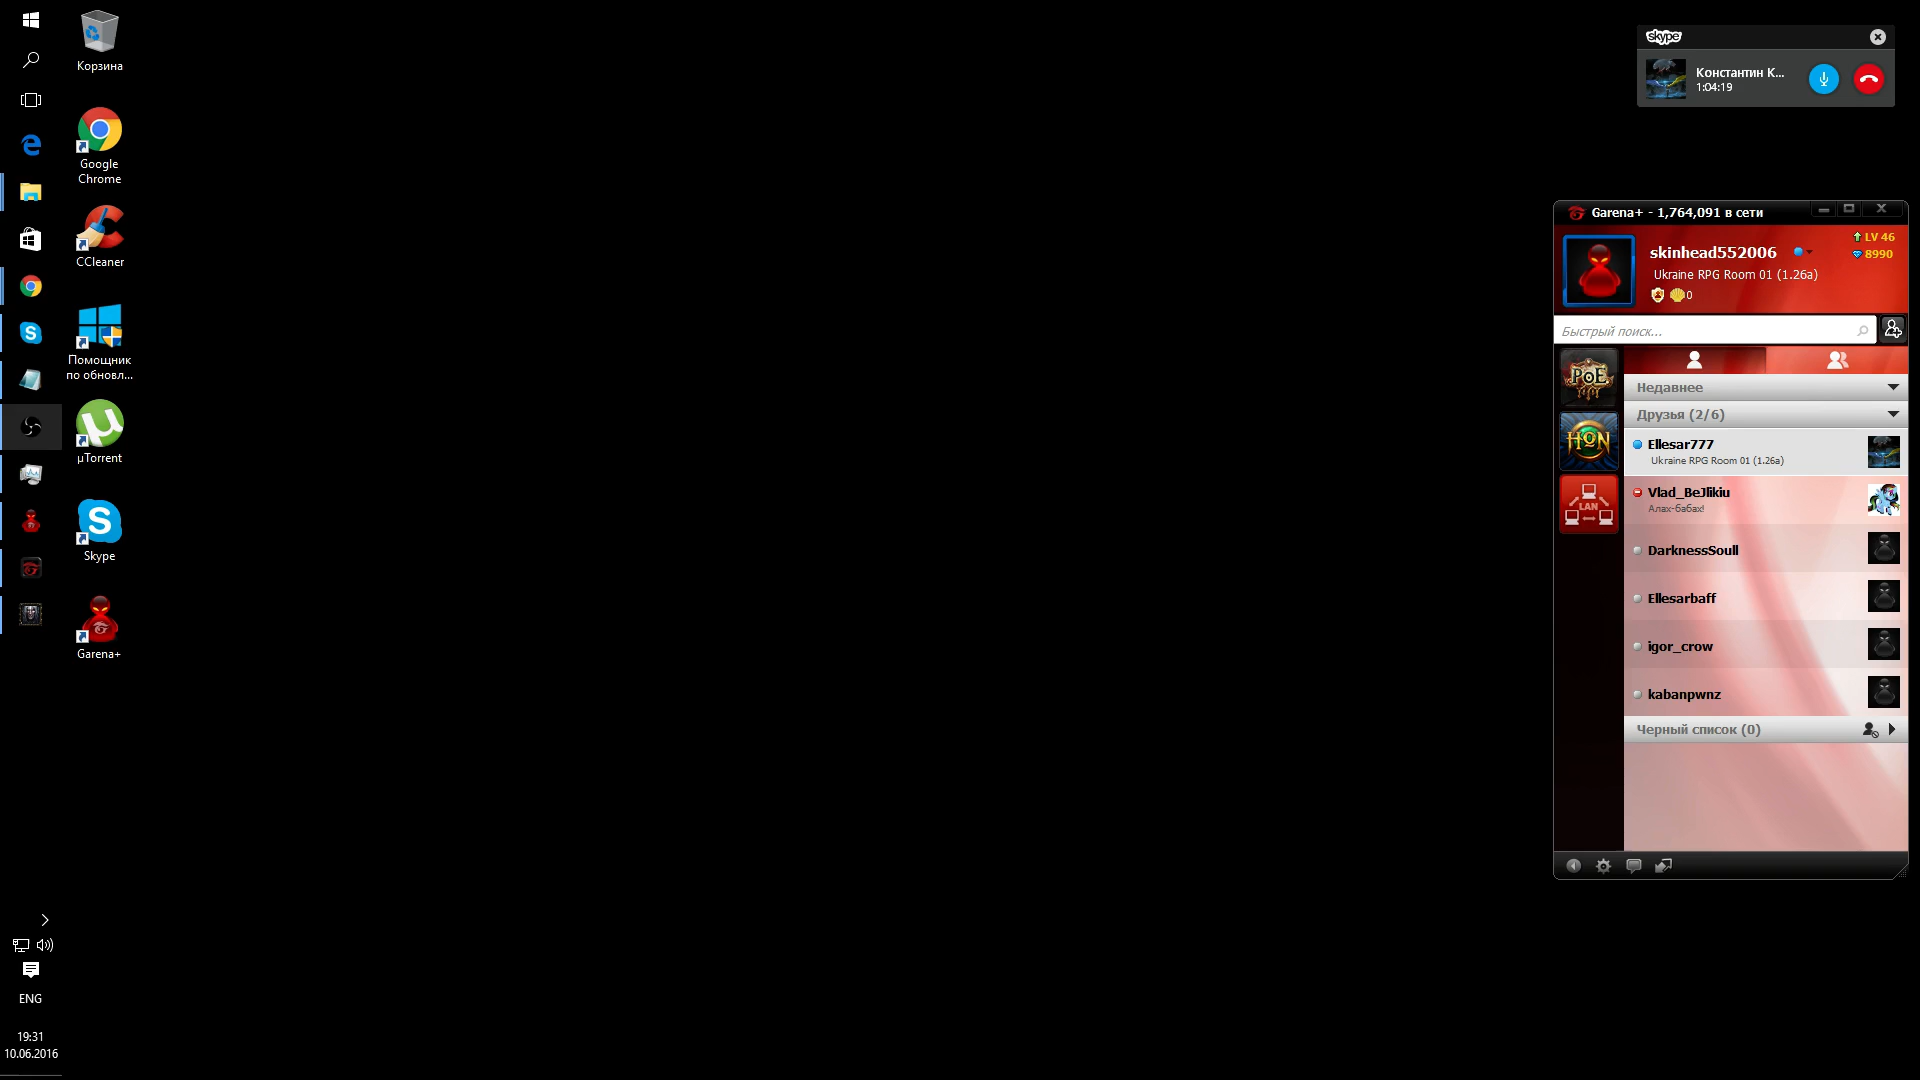 Корзина
Google
Chrome
CCleaner
Помощник
по обновл...
µTorrent
Skype
Garena+
ENG
19:31
10.06.2016
skype
Константин К...
1:04:19
Garena+ - 1,764,091 в сети
skinhead552006
LV 46
8990
Ukraine RPG Room 01 (1.26a)
0
Быстрый поиск...
PoE
HoN
LAN
Недавнее
Друзья (2/6)
Ellesar777
Ukraine RPG Room 01 (1.26a)
Vlad_BeJlikiu
Алах-бабах!
DarknessSoull
Ellesarbaff
igor_crow
kabanpwnz
Черный список (0)